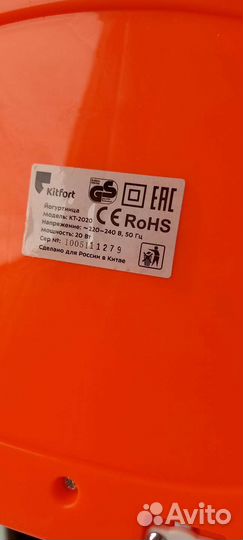 Kitfort
Йогуртница
Модель: КТ-2020
Напряжение: ~220-240 В, 50 Гц
Мощность: 20 Вт
Сер №: 1005111279
Сделано для России в Китае
GS
EAC
CE RoHS
Avito